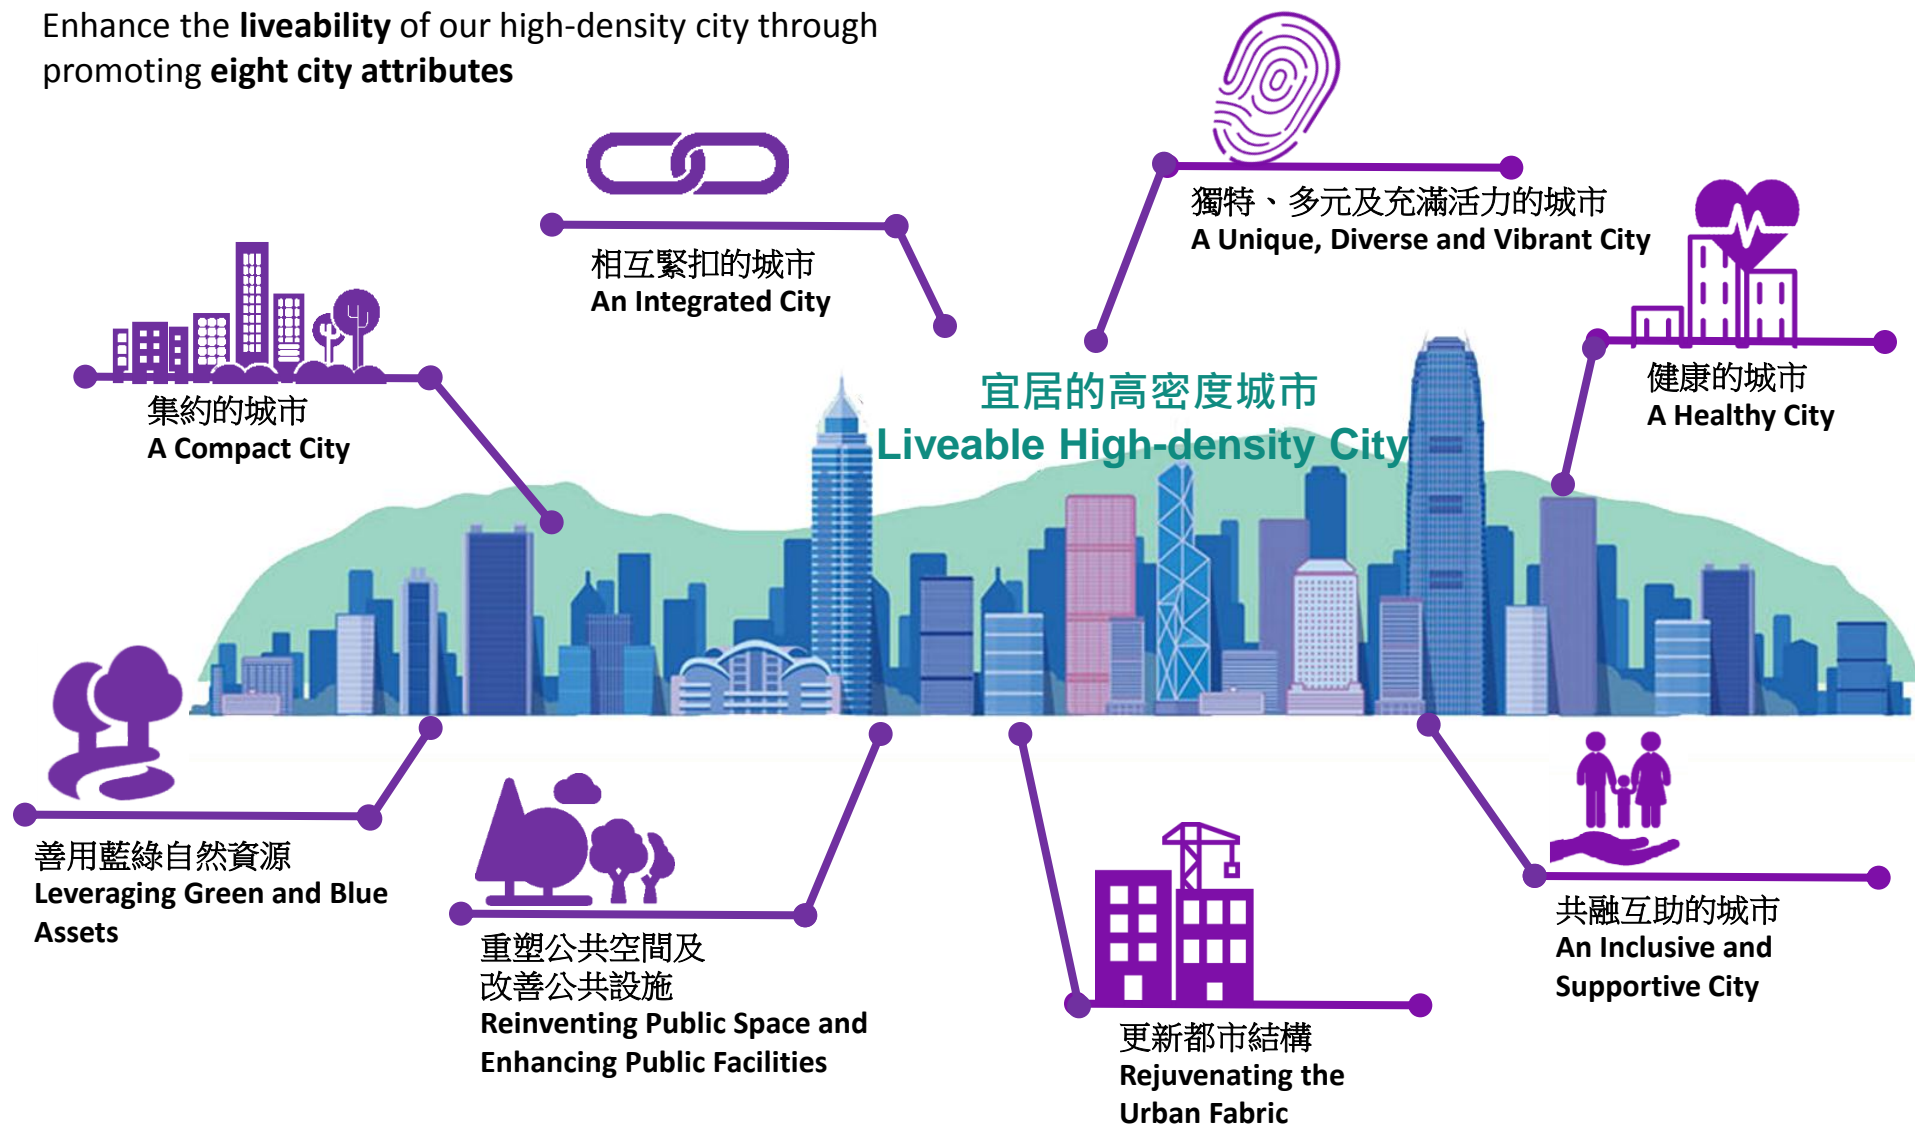 Enhance the liveability of our high-density city through
promoting eight city attributes
相互緊扣的城市
An Integrated City
獨特、多元及充滿活力的城市
A Unique, Diverse and Vibrant City
集約的城市
A Compact City
宜居的高密度城市
Liveable High-density City
健康的城市
A Healthy City
善用藍綠自然資源
Leveraging Green and Blue
Assets
重塑公共空間及
改善公共設施
Reinventing Public Space and
Enhancing Public Facilities
更新都市結構
Rejuvenating the
Urban Fabric
共融互助的城市
An Inclusive and
Supportive City